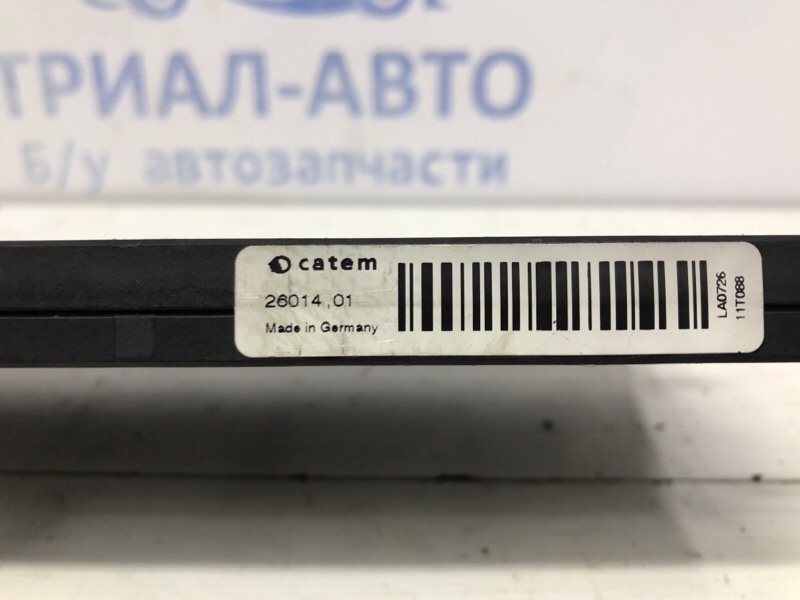 ТРИАЛ-АВТО
Б/у автозапчасти
catem
26014,01
Made in Germany
LA0726
11T088